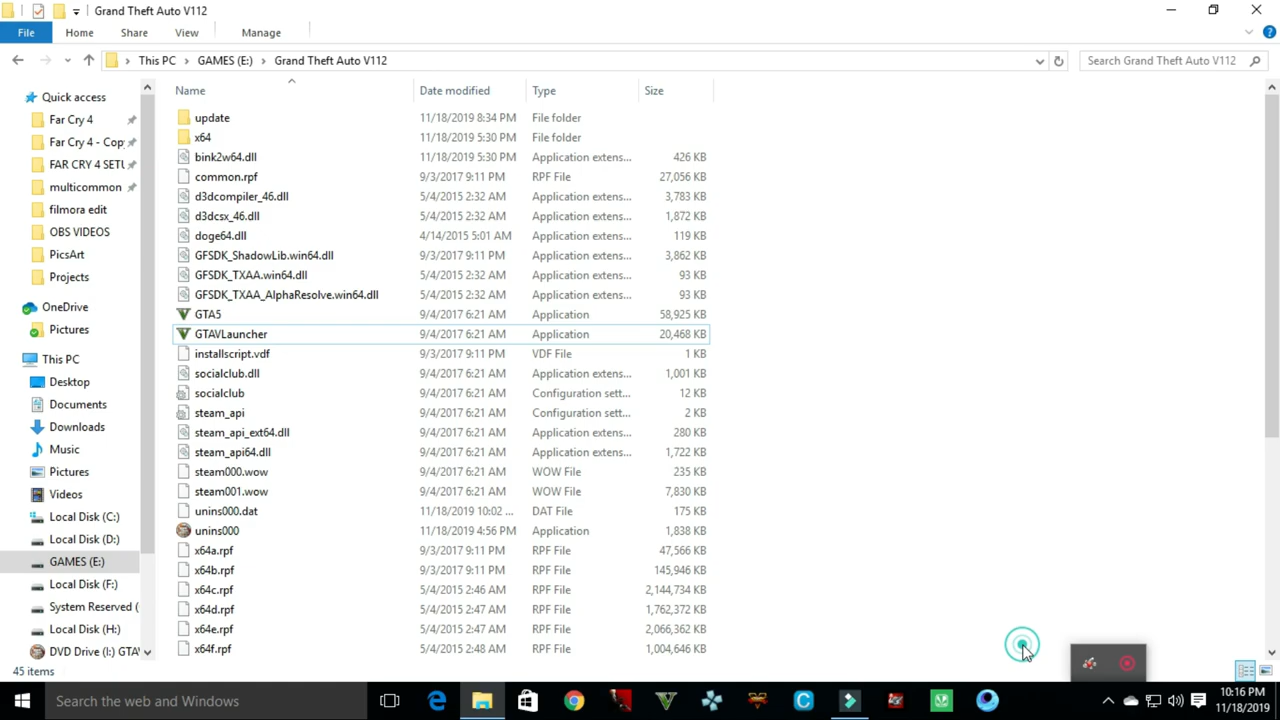 Grand Theft Auto V112
File Home Share View Manage
This PC GAMES (E:) Grand Theft Auto V112 Search Grand Theft Auto V112
Name Date modified Type Size
Quick access
Far Cry 4
Far Cry 4 - Cop
FAR CRY 4 SETU
multicommon
filmora edit
OBS VIDEOS
PicsArt
Projects
OneDrive
Pictures
This PC
Desktop
Documents
Downloads
Music
Pictures
Videos
Local Disk (C:)
Local Disk (D:)
GAMES (E:)
Local Disk (F:)
System Reserved (
Local Disk (H:)
DVD Drive (I:) GTA
update 11/18/2019 8:34 PM File folder
x64 11/18/2019 5:30 PM File folder
bink2w64.dll 11/18/2019 5:30 PM Application extens... 426 KB
common.rpf 9/3/2017 9:11 PM RPF File 27,056 KB
d3dcompiler_46.dll 5/4/2015 2:32 AM Application extens... 3,783 KB
d3dcsx_46.dll 5/4/2015 2:32 AM Application extens... 1,872 KB
doge64.dll 4/14/2015 5:01 AM Application extens... 119 KB
GFSDK_ShadowLib.win64.dll 9/3/2017 9:11 PM Application extens... 3,862 KB
GFSDK_TXAA.win64.dll 5/4/2015 2:32 AM Application extens... 93 KB
GFSDK_TXAA_AlphaResolve.win64.dll 5/4/2015 2:32 AM Application extens... 93 KB
GTA5 9/4/2017 6:21 AM Application 58,925 KB
GTAVLauncher 9/4/2017 6:21 AM Application 20,468 KB
installscript.vdf 9/3/2017 9:11 PM VDF File 1 KB
socialclub.dll 9/4/2017 6:21 AM Application extens... 1,001 KB
socialclub 9/4/2017 6:21 AM Configuration sett... 12 KB
steam_api 9/4/2017 6:21 AM Configuration sett... 2 KB
steam_api_ext64.dll 9/4/2017 6:21 AM Application extens... 280 KB
steam_api64.dll 9/4/2017 6:21 AM Application extens... 1,722 KB
steam000.wow 9/4/2017 6:21 AM WOW File 235 KB
steam001.wow 9/4/2017 6:21 AM WOW File 7,830 KB
unins000.dat 11/18/2019 10:02 ... DAT File 175 KB
unins000 11/18/2019 4:56 PM Application 1,838 KB
x64a.rpf 9/3/2017 9:11 PM RPF File 47,566 KB
x64b.rpf 9/3/2017 9:11 PM RPF File 145,946 KB
x64c.rpf 5/4/2015 2:46 AM RPF File 2,144,734 KB
x64d.rpf 5/4/2015 2:47 AM RPF File 1,762,372 KB
x64e.rpf 5/4/2015 2:47 AM RPF File 2,066,362 KB
x64f.rpf 5/4/2015 2:48 AM RPF File 1,004,646 KB
45 items
Search the web and Windows
10:16 PM
11/18/2019